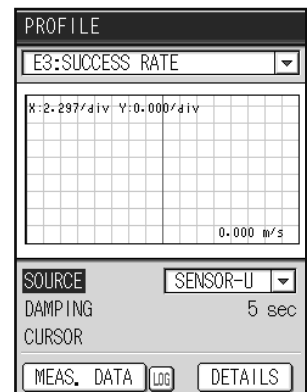 PROFILE
E3:SUCCESS RATE
X:2.297/div Y:0.000/div
0.000 m/s
SOURCE SENSOR-U
DAMPING 5 sec
CURSOR
MEAS. DATA LOG DETAILS